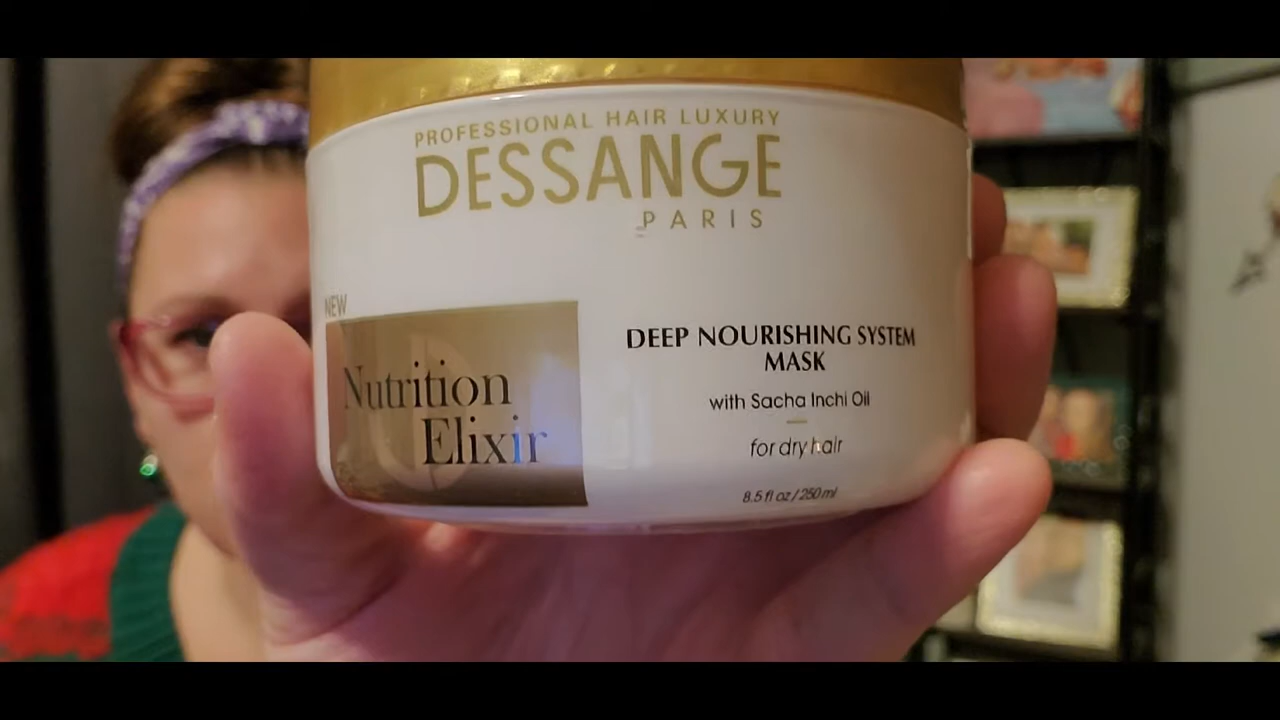 PROFESSIONAL HAIR LUXURY
DESSANGE
PARIS
NEW
Nutrition
Elixir
DEEP NOURISHING SYSTEM
MASK
with Sacha Inchi Oil
for dry hair
8.5 fl oz / 250 ml